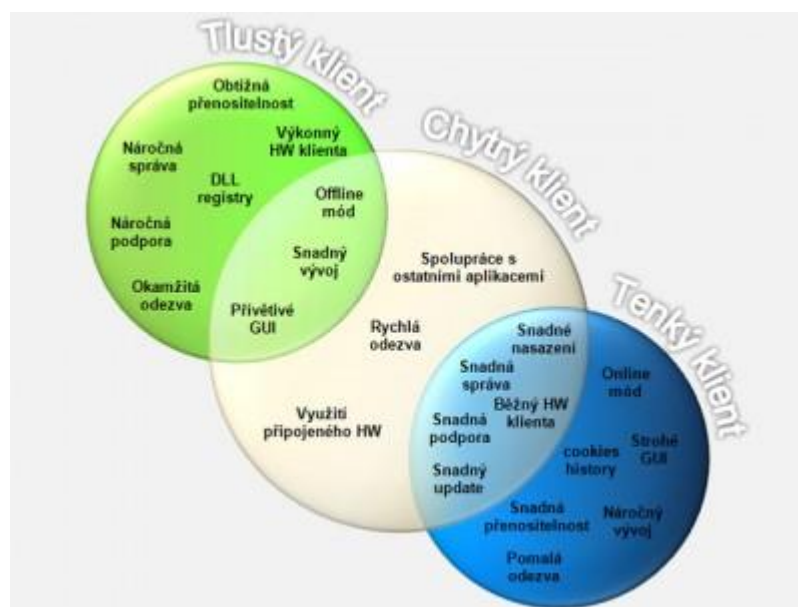 Tlustý klient
Obtížná
přenositelnost
Výkonný
HW klienta
Náročná
správa
DLL
registry
Náročná
podpora
Okamžitá
odezva
Offline
mód
Snadný
vývoj
Přívětivé
GUI
Chytrý klient
Spolupráce s
ostatními aplikacemi
Rychlá
odezva
Využití
připojeného HW
Snadné
nasazení
Snadná
správa
Běžný HW
klienta
Snadná
podpora
Snadný
update
Tenký klient
Online
mód
Strohé
GUI
cookies
history
Snadná
přenositelnost
Náročný
vývoj
Pomalá
odezva